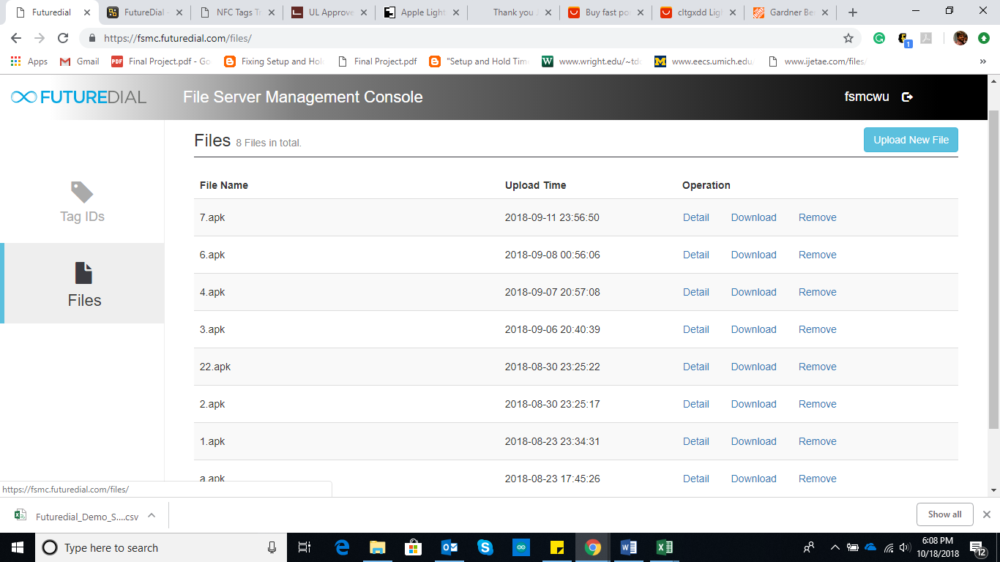 Futuredial
FutureDial -
NFC Tags Tr
UL Approve
Apple Light
Thank you
Buy fast po
cltgxdd Lig
Gardner Be
https://fsmc.futuredial.com/files/
1
Apps
Gmail
PDF
Final Project.pdf - Go
Fixing Setup and Hol
Final Project.pdf
"Setup and Hold Tim
W
www.wright.edu/~td
M
www.eecs.umich.edu
www.ijetae.com/files/
»
FUTUREDIAL
File Server Management Console
fsmcwu
Files 8 Files in total.
Upload New File
Tag IDs
Files
File Name Upload Time Operation
7.apk 2018-09-11 23:56:50 Detail Download Remove
6.apk 2018-09-08 00:56:06 Detail Download Remove
4.apk 2018-09-07 20:57:08 Detail Download Remove
3.apk 2018-09-06 20:40:39 Detail Download Remove
22.apk 2018-08-30 23:25:22 Detail Download Remove
2.apk 2018-08-30 23:25:17 Detail Download Remove
1.apk 2018-08-23 23:34:31 Detail Download Remove
a.apk 2018-08-23 17:45:26 Detail Download Remove
https://fsmc.futuredial.com/files/
Futuredial_Demo_S....csv
Show all
Type here to search
6:08 PM
10/18/2018
12